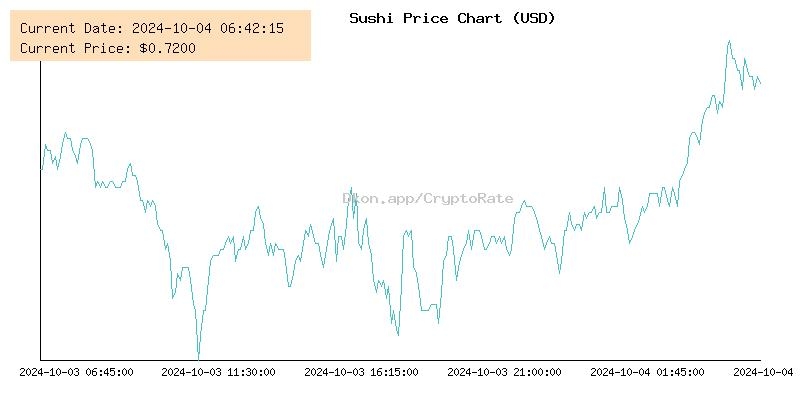 Sushi Price Chart (USD)
Current Date: 2024-10-04 06:42:15
Current Price: $0.7200
D1on.app/CryptoRate
2024-10-03 06:45:00
2024-10-03 11:30:00
2024-10-03 16:15:00
2024-10-03 21:00:00
2024-10-04 01:45:00
2024-10-04